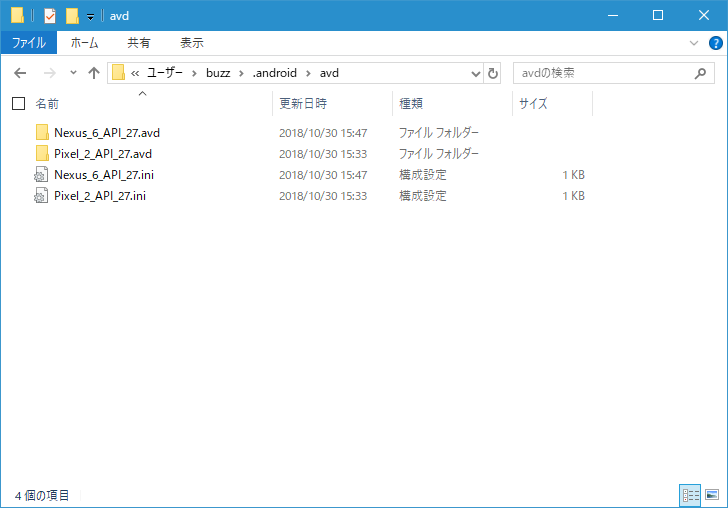 avd
ファイル ホーム 共有 表示
« ユーザー > buzz > .android > avd avdの検索
名前 更新日時 種類 サイズ
Nexus_6_API_27.avd 2018/10/30 15:47 ファイル フォルダー
Pixel_2_API_27.avd 2018/10/30 15:33 ファイル フォルダー
Nexus_6_API_27.ini 2018/10/30 15:47 構成設定 1 KB
Pixel_2_API_27.ini 2018/10/30 15:33 構成設定 1 KB
4 個の項目